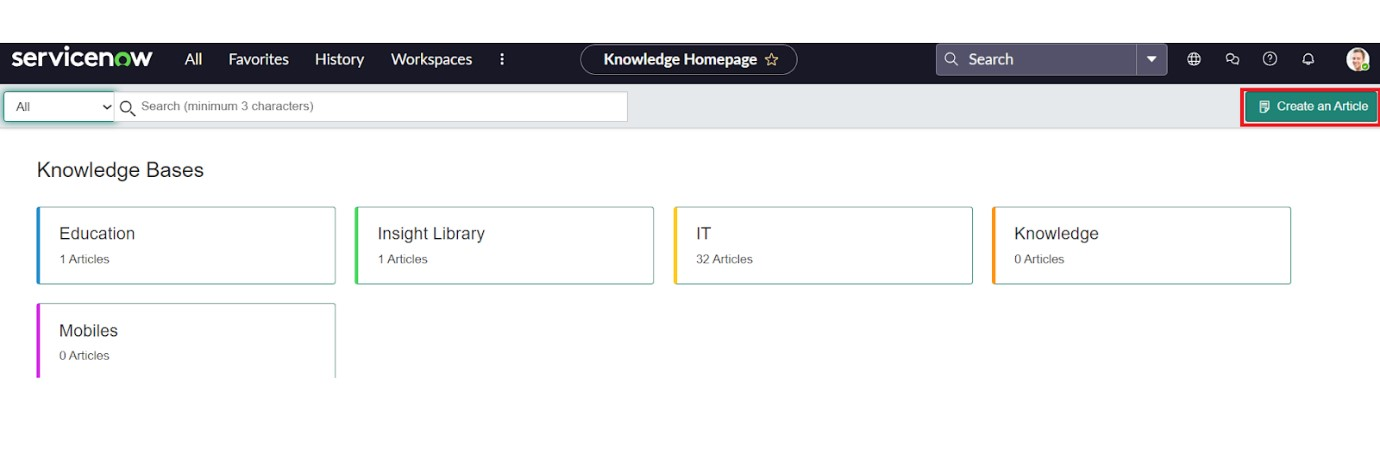 servicenow All Favorites History Workspaces Knowledge Homepage Search
All Search (minimum 3 characters) Create an Article
Knowledge Bases
Education Insight Library IT Knowledge
1 Articles 1 Articles 32 Articles 0 Articles
Mobiles
0 Articles